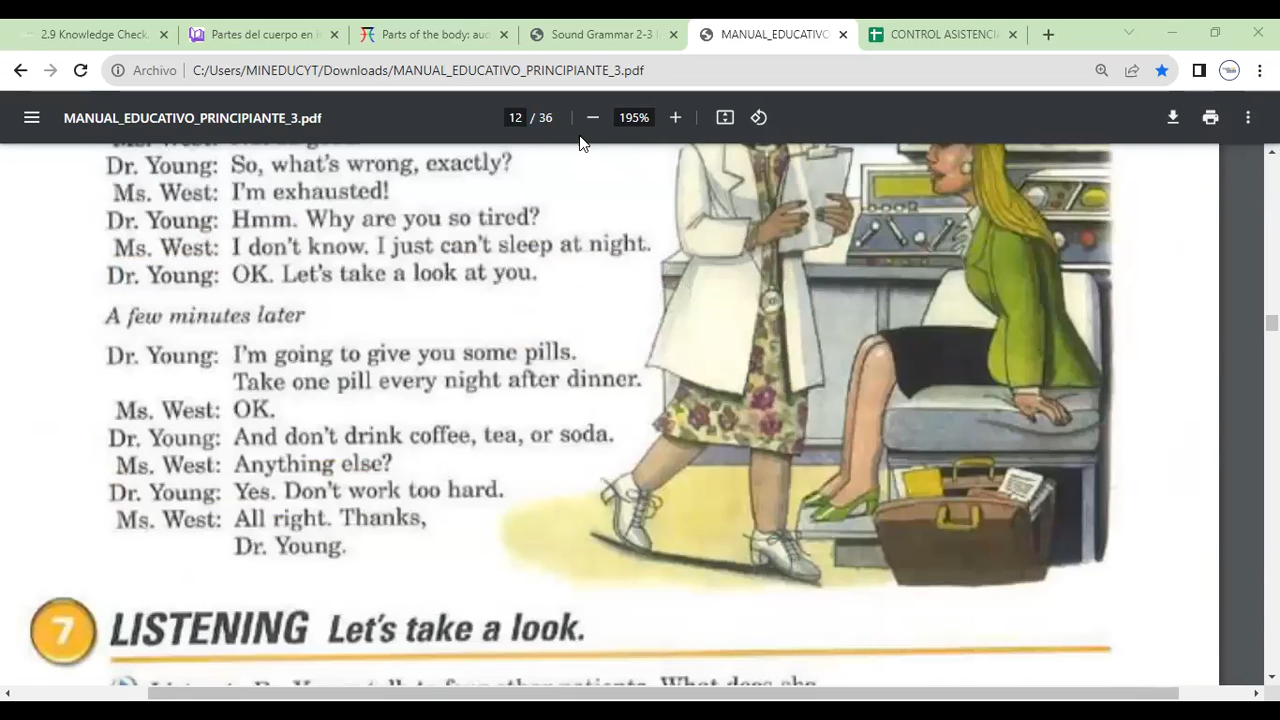 2.9 Knowledge Check.
Partes del cuerpo en i
Parts of the body: au
Sound Grammar 2-3
MANUAL_EDUCATIVO_
CONTROL ASISTENCI
Archivo
C:/Users/MINEDUCYT/Downloads/MANUAL_EDUCATIVO_PRINCIPIANTE_3.pdf
MANUAL_EDUCATIVO_PRINCIPIANTE_3.pdf
12 / 36
195%
Dr. Young: So, what's wrong, exactly?
Ms. West: I'm exhausted!
Dr. Young: Hmm. Why are you so tired?
Ms. West: I don't know. I just can't sleep at night.
Dr. Young: OK. Let's take a look at you.
A few minutes later
Dr. Young: I'm going to give you some pills.
Take one pill every night after dinner.
Ms. West: OK.
Dr. Young: And don't drink coffee, tea, or soda.
Ms. West: Anything else?
Dr. Young: Yes. Don't work too hard.
Ms. West: All right. Thanks,
Dr. Young.
7 LISTENING Let's take a look.